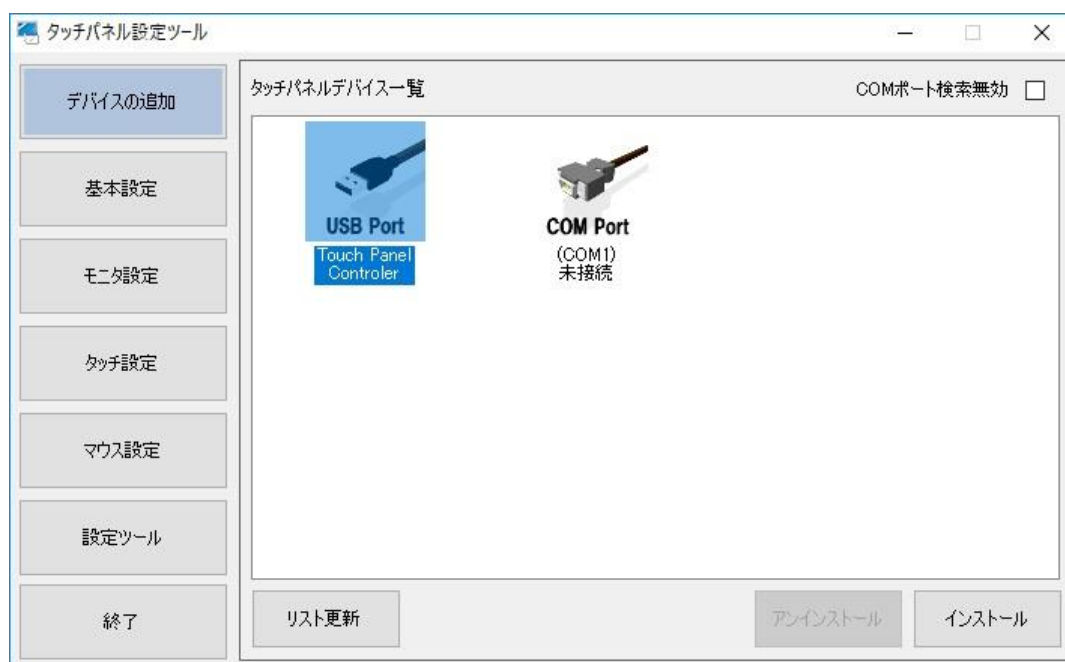 タッチパネル設定ツール
デバイスの追加
基本設定
モニタ設定
タッチ設定
マウス設定
設定ツール
終了
タッチパネルデバイス一覧
COMポート検索無効
USB Port
Touch Panel
Controler
COM Port
(COM1)
未接続
リスト更新
アンインストール
インストール